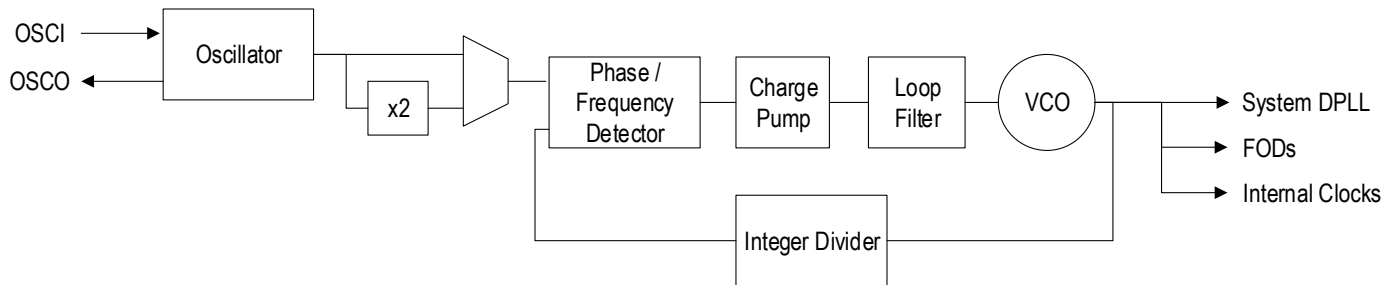 OSCI
OSCO
Oscillator
x2
Phase /
Frequency
Detector
Charge
Pump
Loop
Filter
VCO
System DPLL
FODs
Internal Clocks
Integer Divider